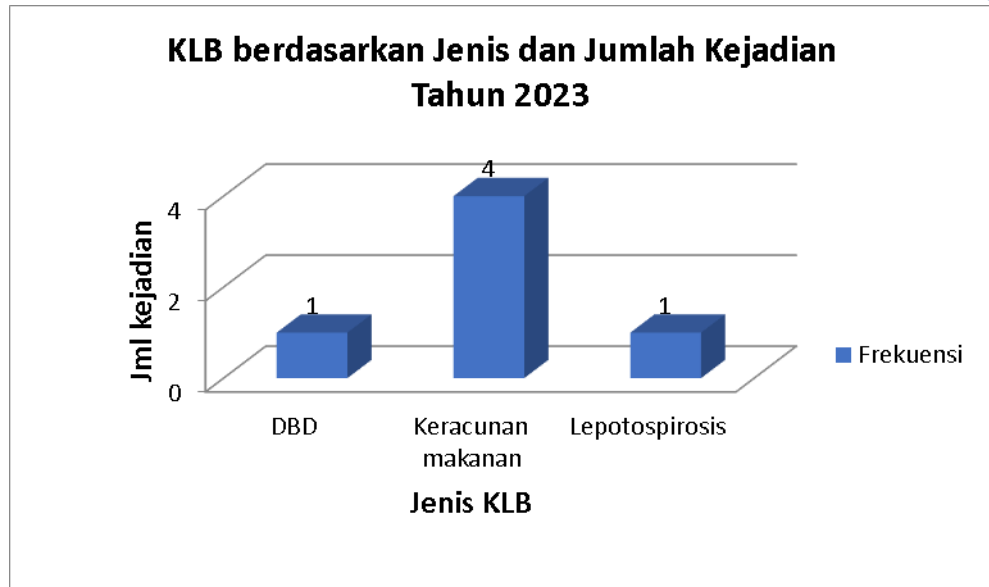 KLB berdasarkan Jenis dan Jumlah Kejadian
Tahun 2023
Jml kejadian
4
2
0
1
4
1
DBD
Keracunan
makanan
Lepotospirosis
Jenis KLB
Frekuensi